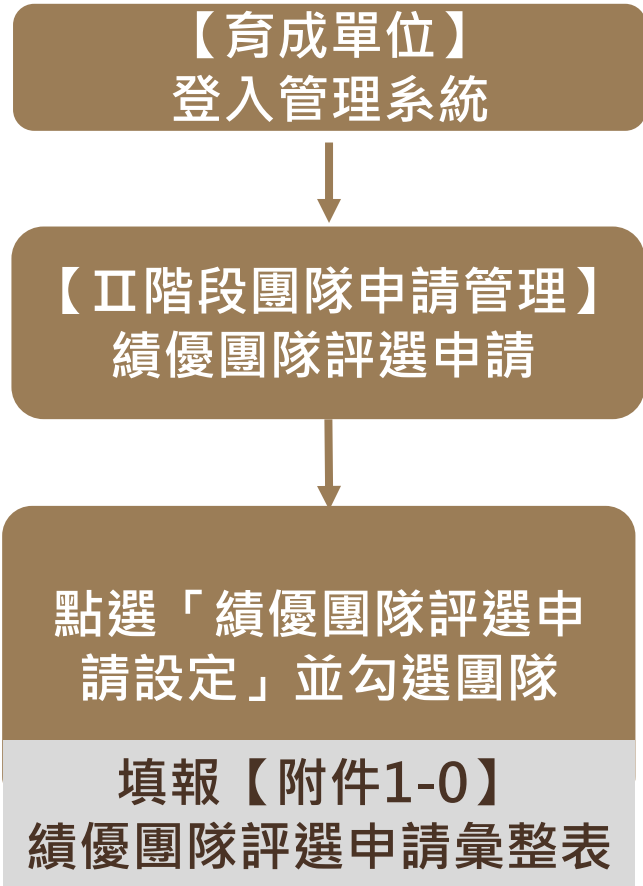 【育成單位】
登入管理系統
【Ⅱ階段團隊申請管理】
績優團隊評選申請
點選「績優團隊評選申
請設定」並勾選團隊
填報【附件1-0】
績優團隊評選申請彙整表